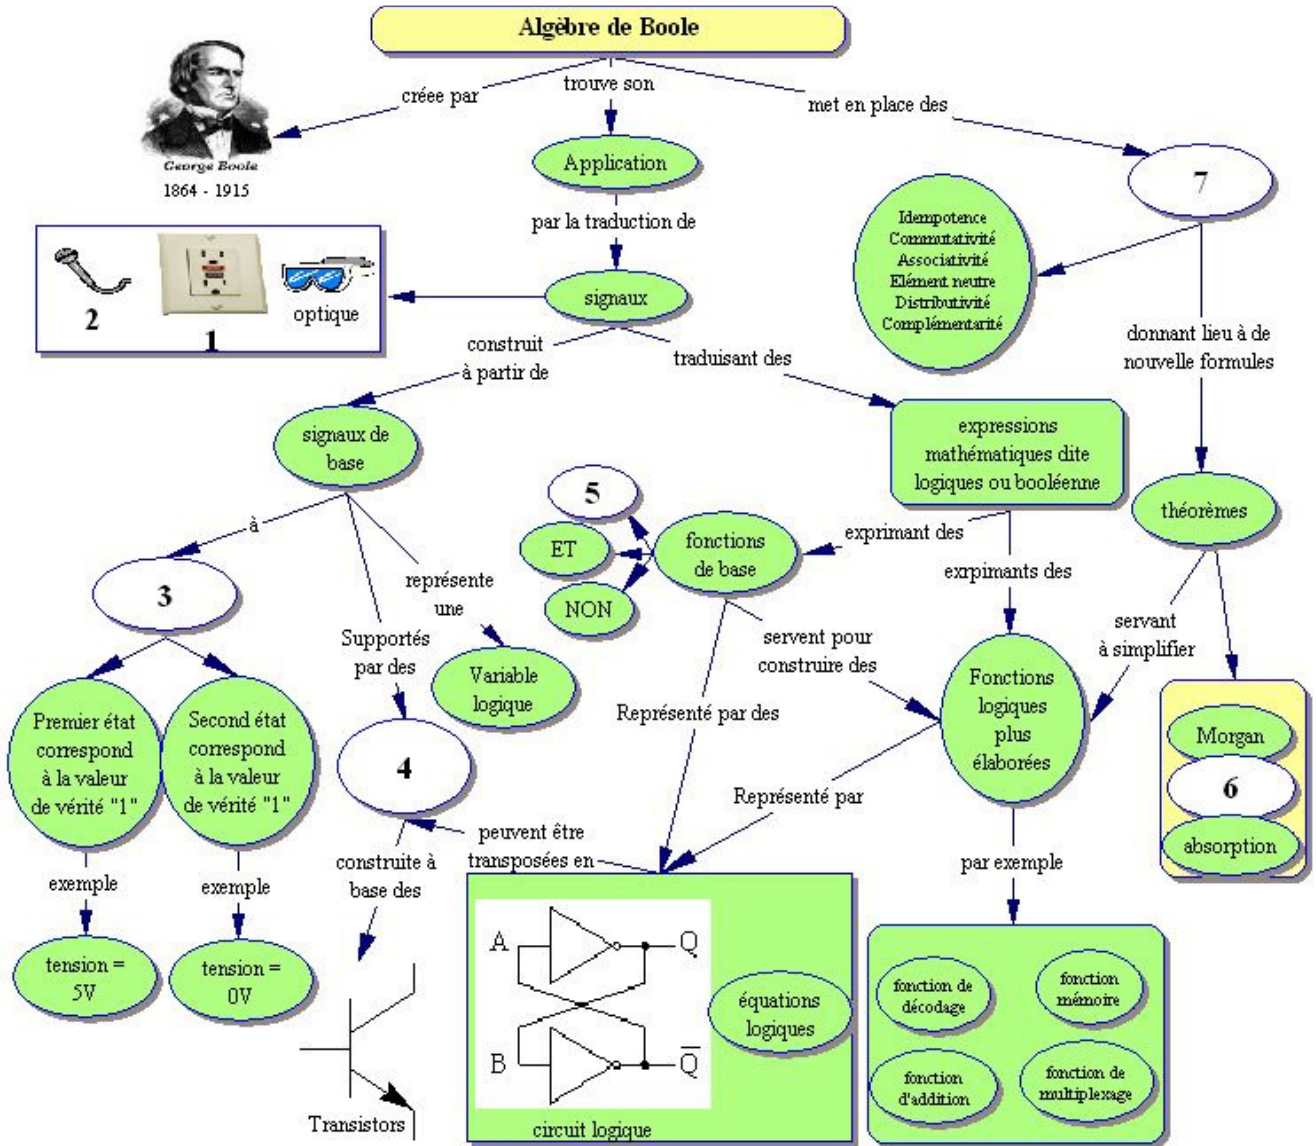 Algèbre de Boole
créee par
trouve son
met en place des
George Boole
1864 - 1915
Application
7
par la traduction de
Idempotence
Commutativité
Associativité
Elément neutre
Distributivité
Complémentarité
2
1
optique
signaux
construit
à partir de
traduisant des
donnant lieu à de
nouvelle formules
signaux de
base
expressions
mathématiques dite
logiques ou booléenne
théorèmes
5
ET
NON
fonctions
de base
exprimant des
exrpimants des
à
3
représente
une
Supportés
par des
Variable
logique
servent pour
construire des
servant
à simplifier
Premier état
correspond
à la valeur
de vérité "1"
Second état
correspond
à la valeur
de vérité "1"
4
Représenté par des
Fonctions
logiques
plus
élaborées
Morgan
6
absorption
Représenté par
peuvent être
transposées en
construite à
base des
par exemple
exemple
exemple
tension =
5V
tension =
0V
Transistors
A
Q
B
Q̅
circuit logique
équations
logiques
fonction de
décodage
fonction
mémoire
fonction
d'addition
fonction de
multiplexage